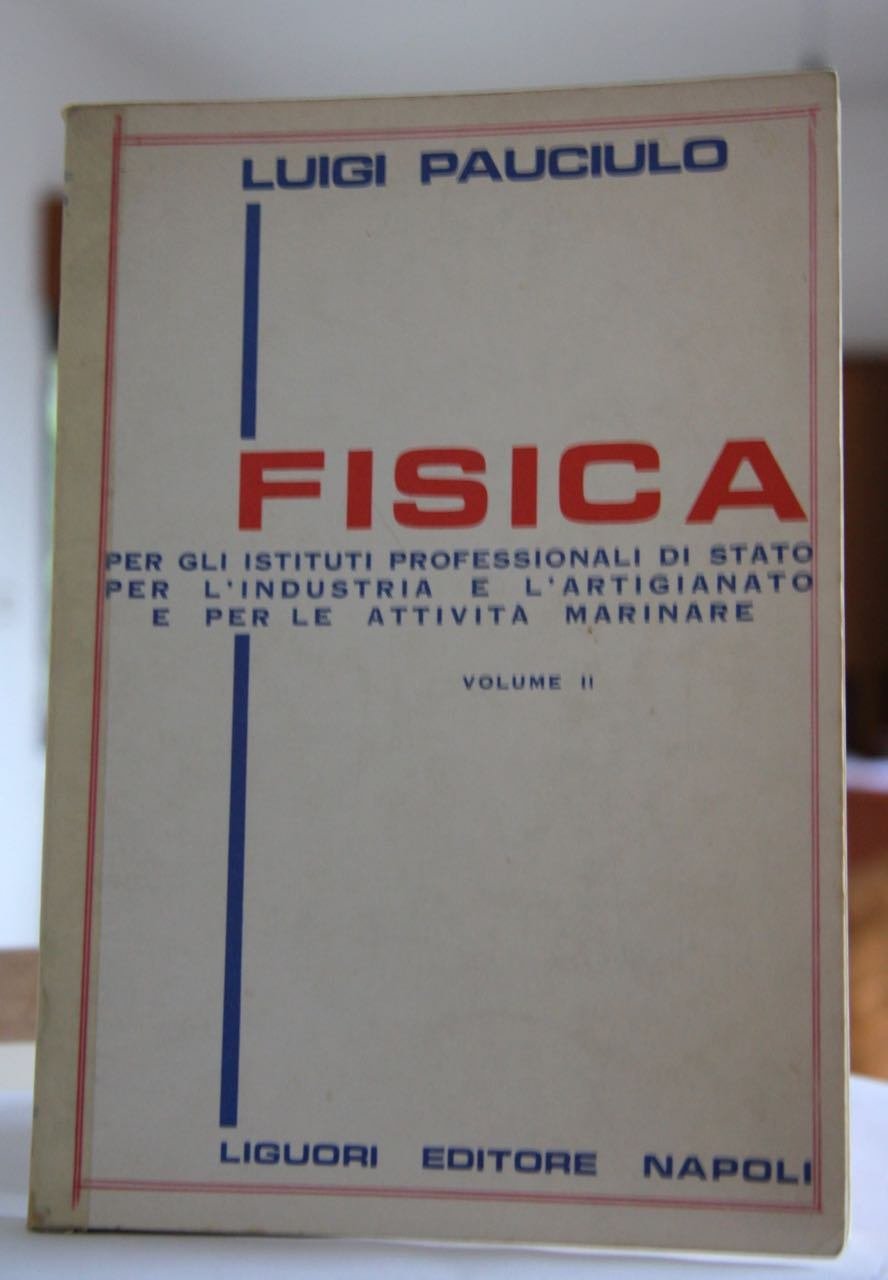 LUIGI PAUCIULO
FISICA
PER GLI ISTITUTI PROFESSIONALI DI STATO
PER L'INDUSTRIA E L'ARTIGIANATO
E PER LE ATTIVITÀ MARINARE
VOLUME II
LIGUORI EDITORE NAPOLI